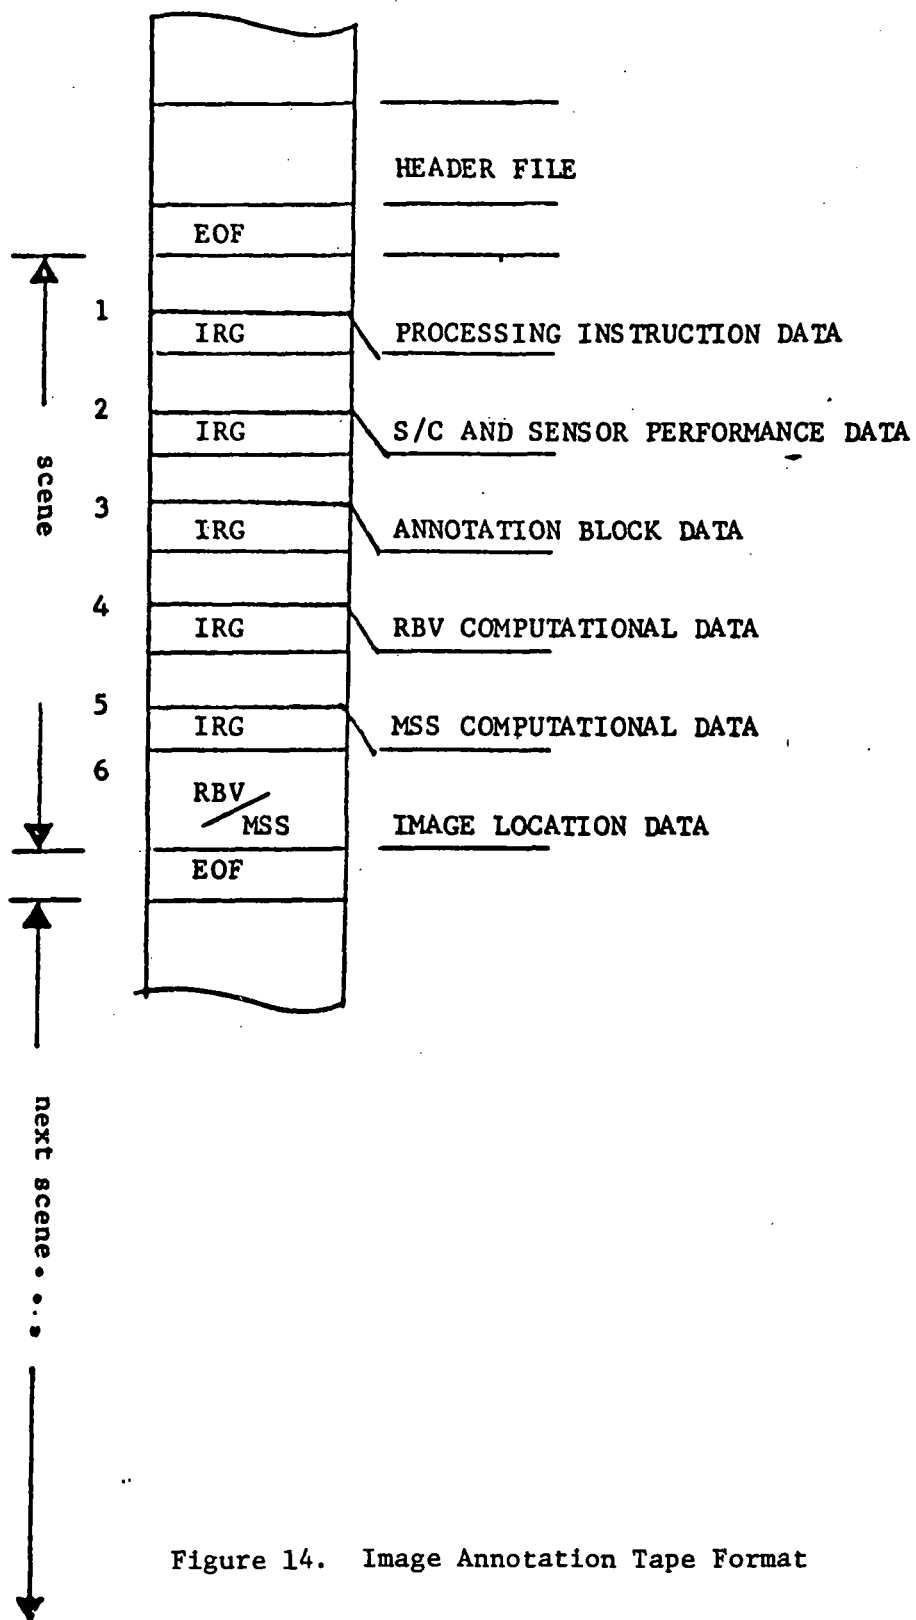 HEADER FILE
EOF
1
IRG PROCESSING INSTRUCTION DATA
2
IRG S/C AND SENSOR PERFORMANCE DATA
scene
3
IRG ANNOTATION BLOCK DATA
4
IRG RBV COMPUTATIONAL DATA
5
IRG MSS COMPUTATIONAL DATA
6
RBV/
MSS IMAGE LOCATION DATA
EOF
next scene...
Figure 14. Image Annotation Tape Format